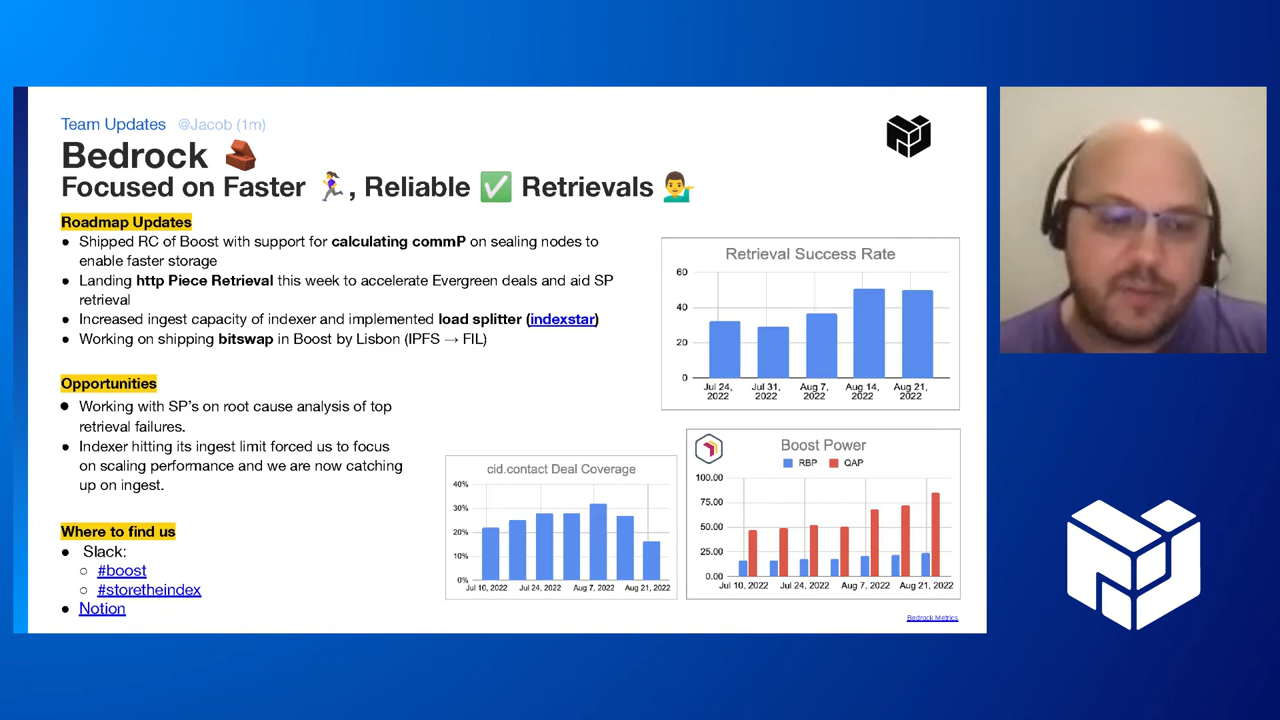 Team Updates @Jacob (1m)
Bedrock
Focused on Faster , Reliable Retrievals
Roadmap Updates
● Shipped RC of Boost with support for calculating commP on sealing nodes to
enable faster storage
● Landing http Piece Retrieval this week to accelerate Evergreen deals and aid SP
retrieval
● Increased ingest capacity of indexer and implemented load splitter (indexstar)
● Working on shipping bitswap in Boost by Lisbon (IPFS → FIL)
Opportunities
● Working with SP's on root cause analysis of top
retrieval failures.
● Indexer hitting its ingest limit forced us to focus
on scaling performance and we are now catching
up on ingest.
Where to find us
● Slack:
○ #boost
○ #storetheindex
● Notion
Retrieval Success Rate
60
40
20
0
Jul 24, 2022 Jul 31, 2022 Aug 7, 2022 Aug 14, 2022 Aug 21, 2022
cid.contact Deal Coverage
40%
30%
20%
10%
0%
Jul 10, 2022 Jul 24, 2022 Aug 7, 2022 Aug 21, 2022
Boost Power
RBP QAP
100.00
75.00
50.00
25.00
0.00
Jul 10, 2022 Jul 24, 2022 Aug 7, 2022 Aug 21, 2022
Bedrock Metrics